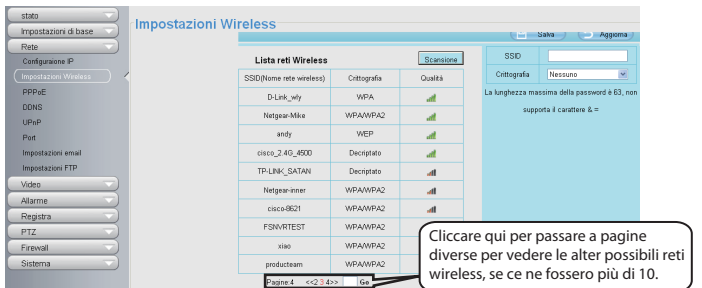 stato
Impostazioni di base
Rete
Configuraione IP
Impostazioni Wireless
PPPoE
DDNS
UPnP
Port
Impostazioni email
Impostazioni FTP
Video
Allarme
Registra
PTZ
Firewall
Sistema
Impostazioni Wireless
Salva Aggiorna
Lista reti Wireless Scansione
SSID(Nome rete wireless) Crittografia Qualità
D-Link_wly WPA
Netgear-Mike WPA/WPA2
andy WEP
cisco_2.4G_4500 Decriptato
TP-LINK_SATAN Decriptato
Netgear-inner WPA/WPA2
cisco-8621 WPA/WPA2
FSNVRTEST WPA/WPA2
xiao WPA/WPA2
producteam WPA/WPA2
Pagine:4 <<2 3 4>> Go
SSID
Crittografia Nessuno
La lunghezza massima della password è 63, non
supporta il carattere & =
Cliccare qui per passare a pagine
diverse per vedere le alter possibili reti
wireless, se ce ne fossero più di 10.